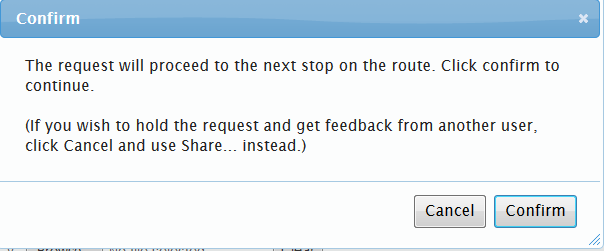 Confirm
The request will proceed to the next stop on the route. Click confirm to
continue.
(If you wish to hold the request and get feedback from another user,
click Cancel and use Share... instead.)
Cancel Confirm